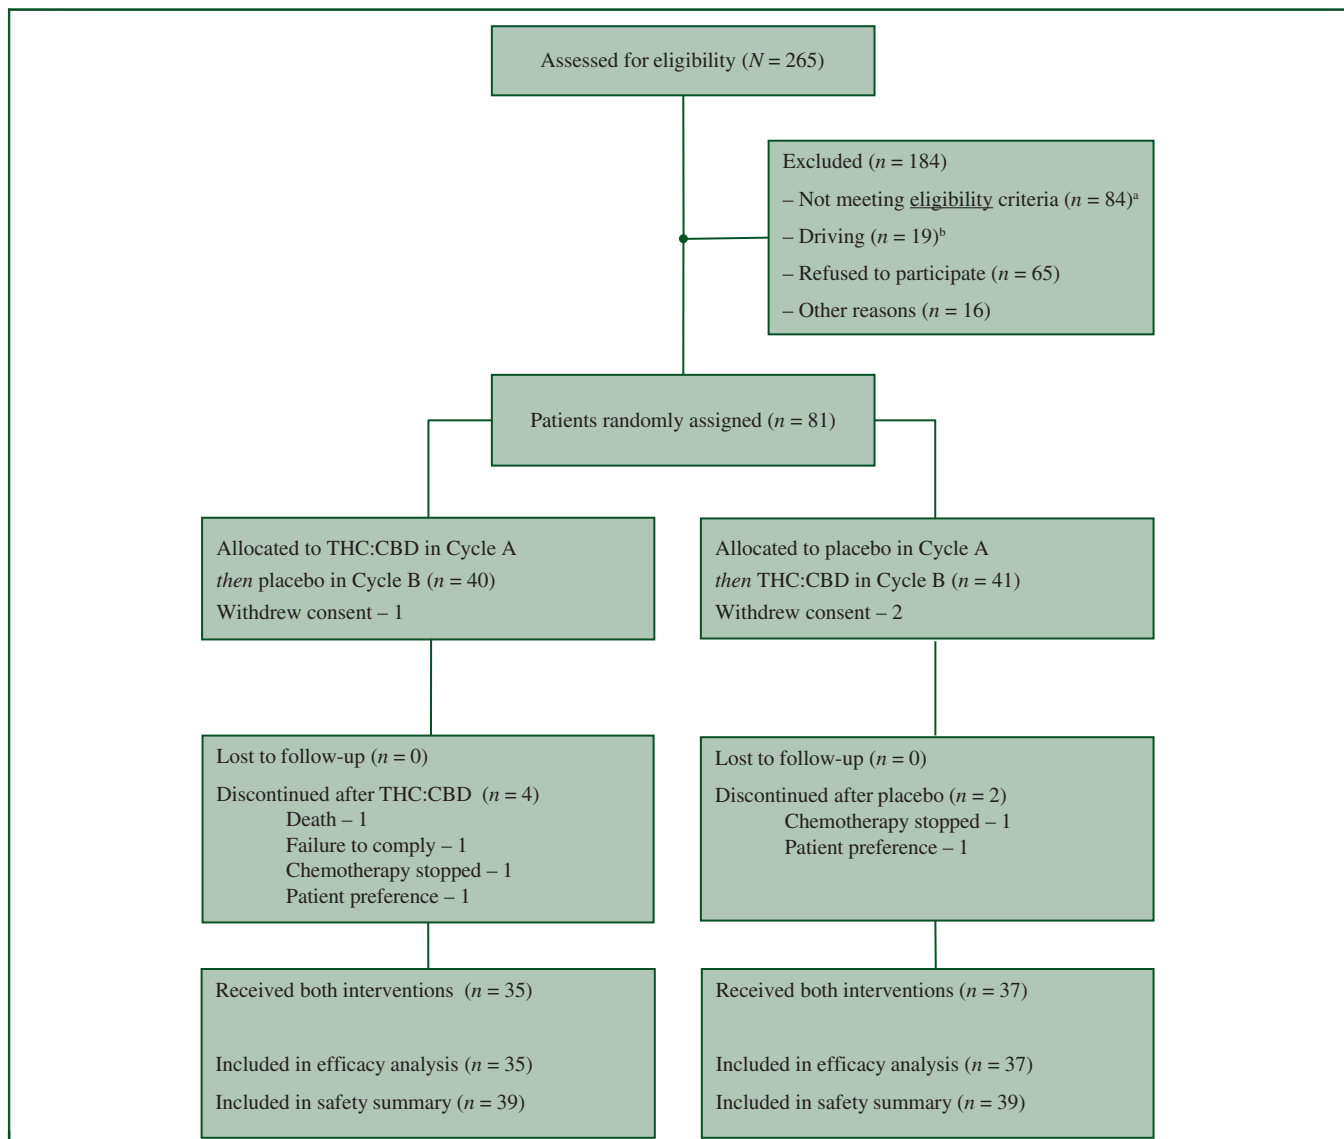 Assessed for eligibility (N = 265)
Excluded (n = 184)
– Not meeting eligibility criteria (n = 84)ᵃ
– Driving (n = 19)ᵇ
– Refused to participate (n = 65)
– Other reasons (n = 16)
Patients randomly assigned (n = 81)
Allocated to THC:CBD in Cycle A
then placebo in Cycle B (n = 40)
Withdrew consent – 1
Allocated to placebo in Cycle A
then THC:CBD in Cycle B (n = 41)
Withdrew consent – 2
Lost to follow-up (n = 0)
Discontinued after THC:CBD (n = 4)
Death – 1
Failure to comply – 1
Chemotherapy stopped – 1
Patient preference – 1
Lost to follow-up (n = 0)
Discontinued after placebo (n = 2)
Chemotherapy stopped – 1
Patient preference – 1
Received both interventions (n = 35)
Included in efficacy analysis (n = 35)
Included in safety summary (n = 39)
Received both interventions (n = 37)
Included in efficacy analysis (n = 37)
Included in safety summary (n = 39)